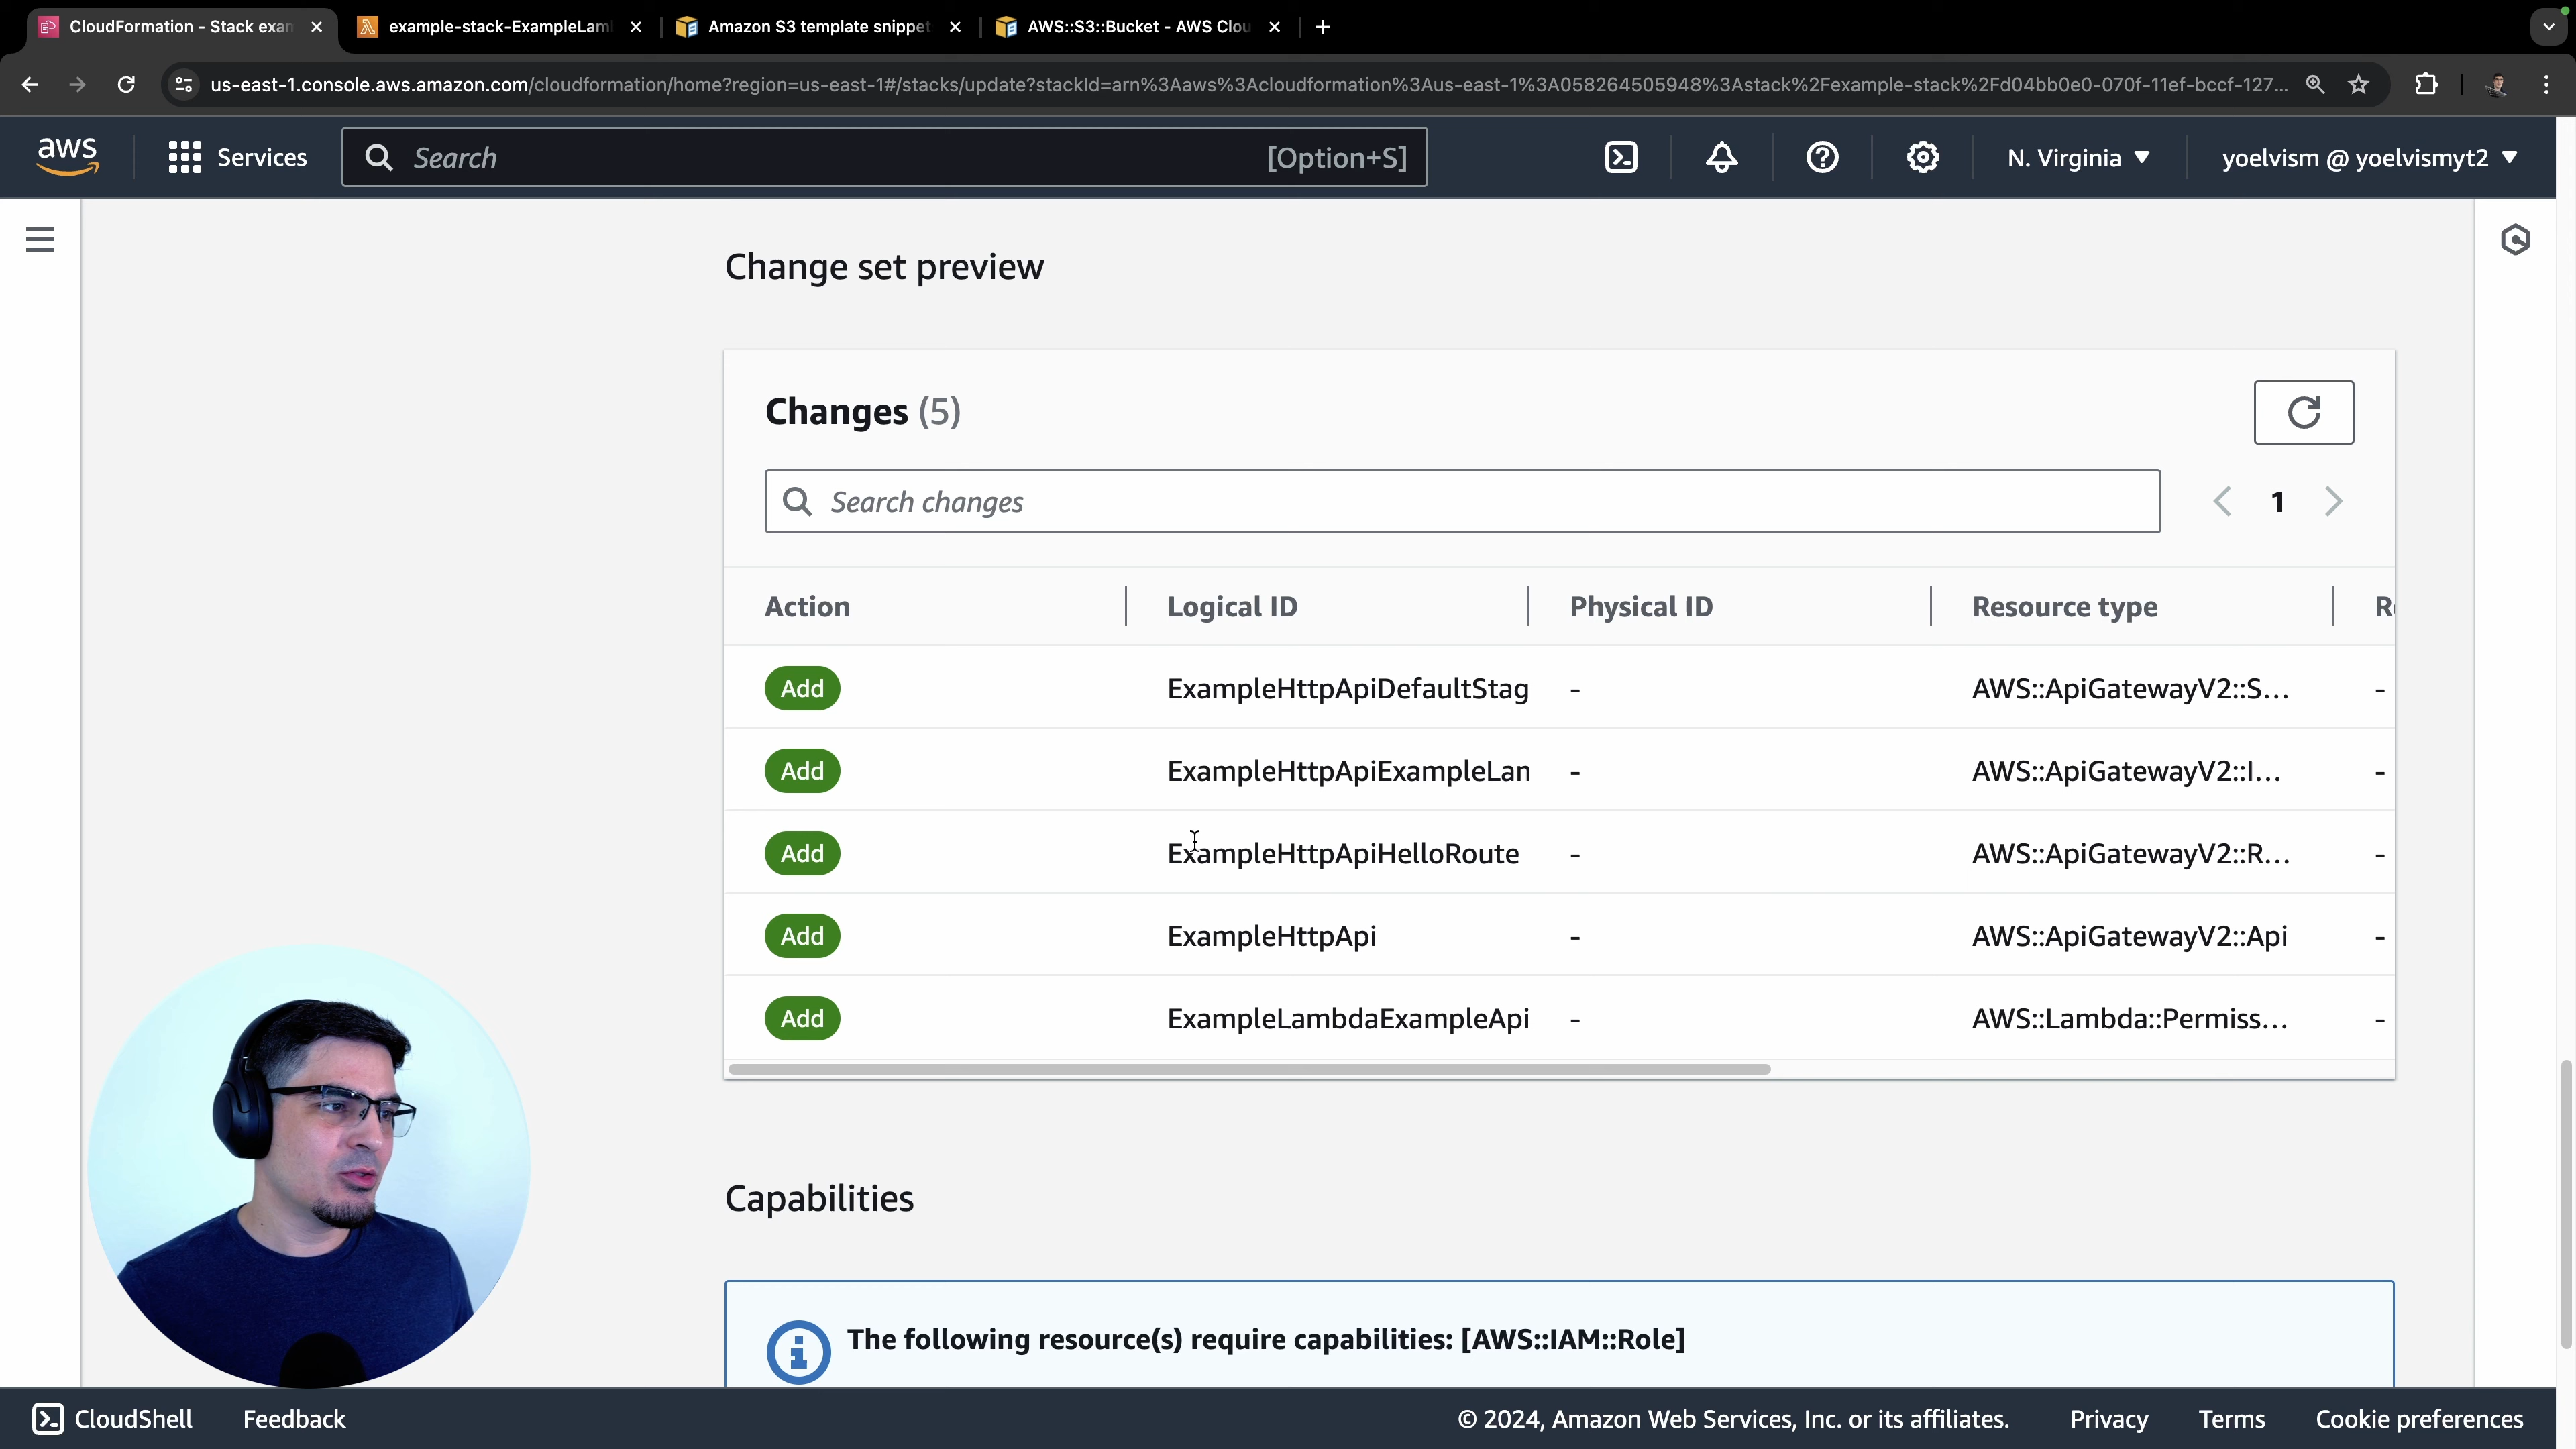 CloudFormation - Stack exan
example-stack-ExampleLaml
Amazon S3 template snippet
AWS::S3::Bucket - AWS Clou
us-east-1.console.aws.amazon.com/cloudformation/home?region=us-east-1#/stacks/update?stackId=arn%3Aaws%3Acloudformation%3Aus-east-1%3A058264505948%3Astack%2Fexample-stack%2Fd04bb0e0-070f-11ef-bccf-127...
aws
Services
Search
[Option+S]
N. Virginia
yoelvism @ yoelvismyt2
Change set preview
Changes (5)
Search changes
1
Action
Logical ID
Physical ID
Resource type
Add
ExampleHttpApiDefaultStag
-
AWS::ApiGatewayV2::S...
-
Add
ExampleHttpApiExampleLan
-
AWS::ApiGatewayV2::I...
-
Add
ExampleHttpApiHelloRoute
-
AWS::ApiGatewayV2::R...
-
Add
ExampleHttpApi
-
AWS::ApiGatewayV2::Api
-
Add
ExampleLambdaExampleApi
-
AWS::Lambda::Permiss...
-
Capabilities
The following resource(s) require capabilities: [AWS::IAM::Role]
CloudShell
Feedback
© 2024, Amazon Web Services, Inc. or its affiliates.
Privacy
Terms
Cookie preferences